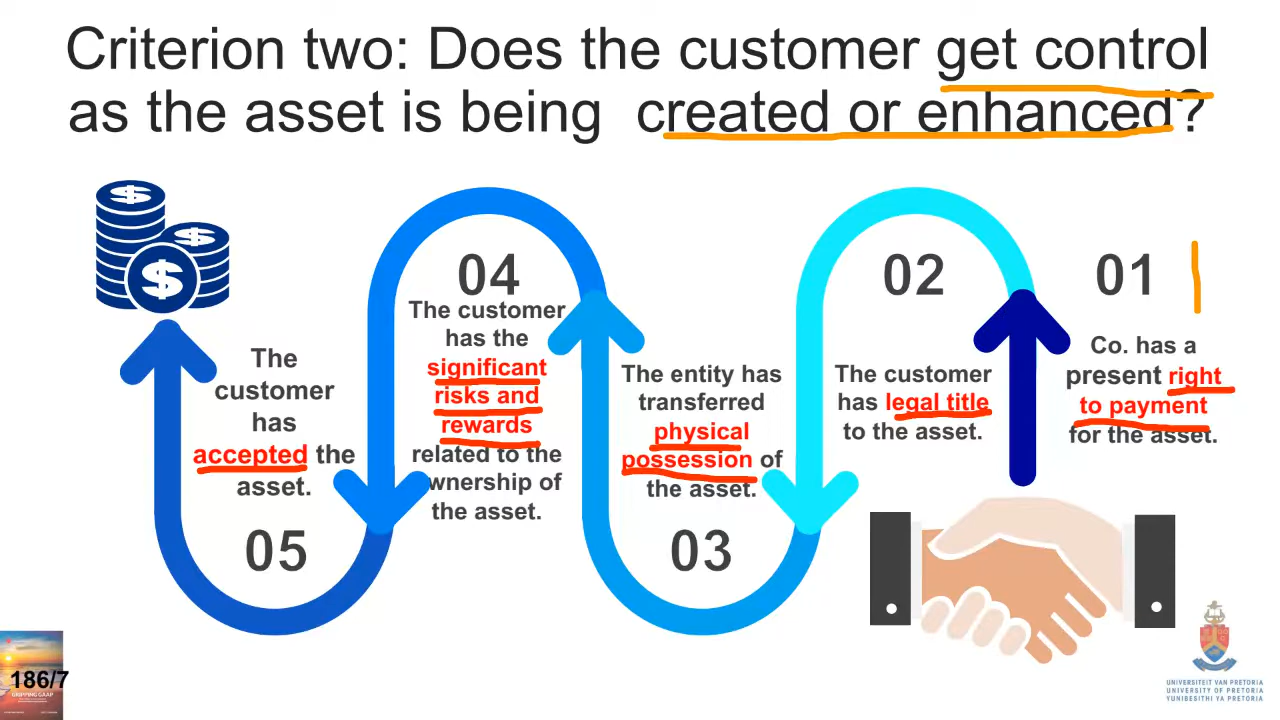 Criterion two: Does the customer get control
as the asset is being created or enhanced?
01
Co. has a
present right
to payment
for the asset.
02
The customer
has legal title
to the asset.
The entity has
transferred
physical
possession of
the asset.
03
04
The customer
has the
significant
risks and
rewards
related to the
ownership of
the asset.
The
customer
has
accepted the
asset.
05
186/7
GRIPPING GAAP
UNIVERSITEIT VAN PRETORIA
UNIVERSITY OF PRETORIA
YUNIBESITHI YA PRETORIA